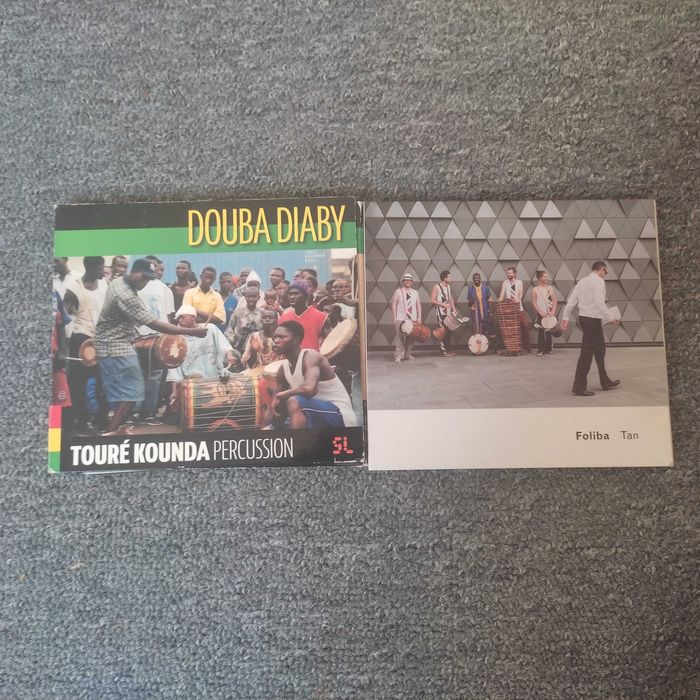 DOUBA DIABY
TOURÉ KOUNDA PERCUSSION
SL
Foliba Tan